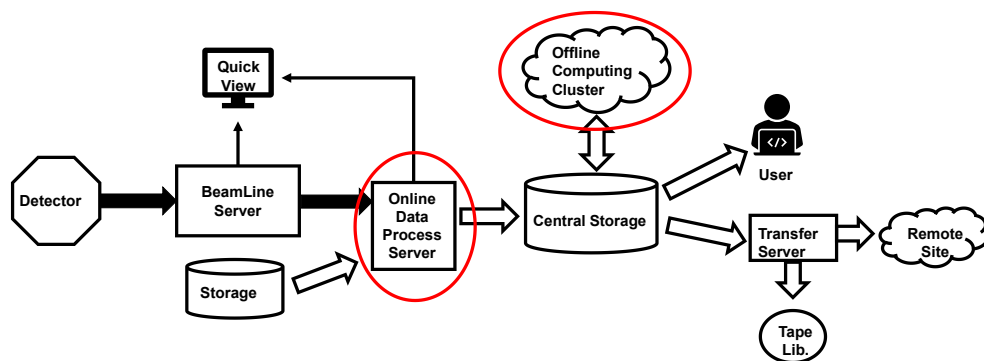 Quick
View
Offline
Computing
Cluster
</>
User
Detector
BeamLine
Server
Online
Data
Process
Server
Central Storage
Transfer
Server
Remote
Site
Storage
Tape
Lib.